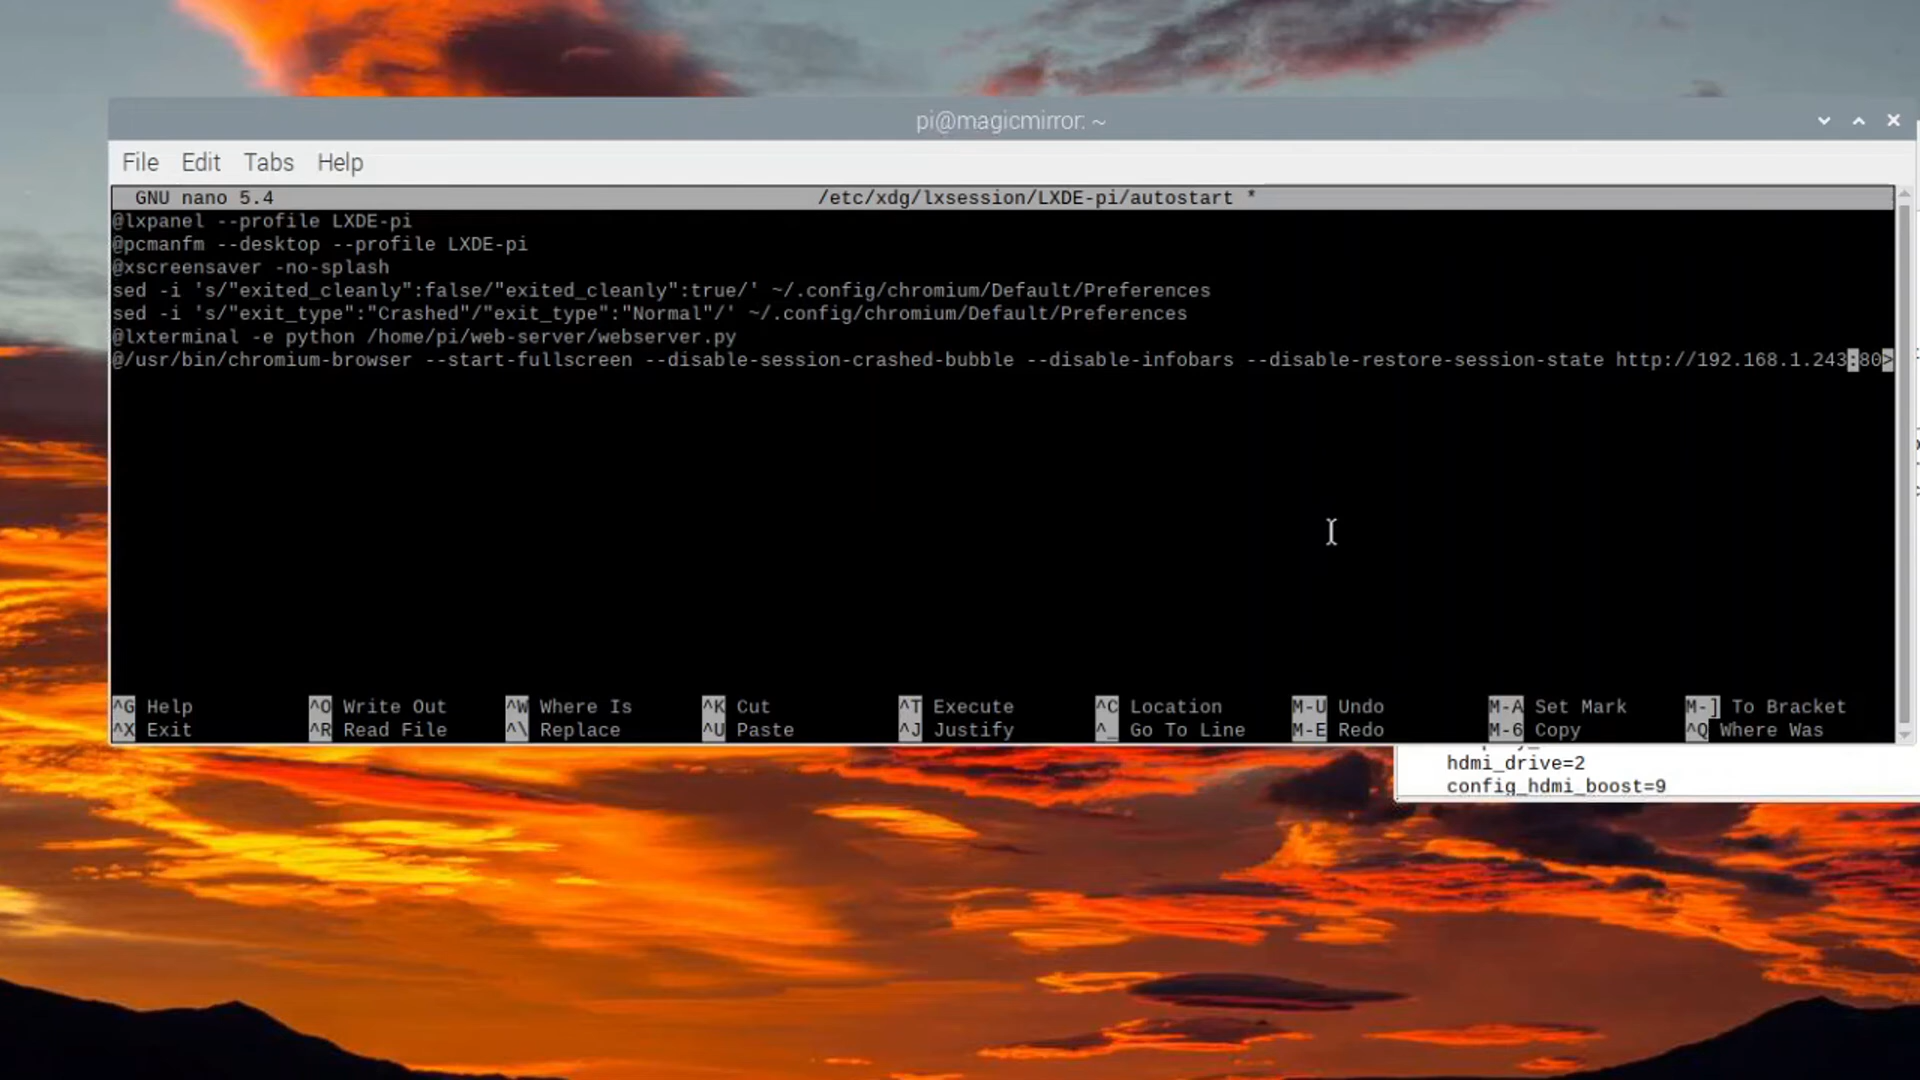 pi@magicmirror: ~
File Edit Tabs Help
GNU nano 5.4 /etc/xdg/lxsession/LXDE-pi/autostart *
@lxpanel --profile LXDE-pi
@pcmanfm --desktop --profile LXDE-pi
@xscreensaver -no-splash
sed -i 's/"exited_cleanly":false/"exited_cleanly":true/' ~/.config/chromium/Default/Preferences
sed -i 's/"exit_type":"Crashed"/"exit_type":"Normal"/' ~/.config/chromium/Default/Preferences
@lxterminal -e python /home/pi/web-server/webserver.py
@/usr/bin/chromium-browser --start-fullscreen --disable-session-crashed-bubble --disable-infobars --disable-restore-session-state http://192.168.1.243:80>
^G Help ^O Write Out ^W Where Is ^K Cut ^T Execute ^C Location M-U Undo M-A Set Mark M-] To Bracket
^X Exit ^R Read File ^\ Replace ^U Paste ^J Justify ^_ Go To Line M-E Redo M-6 Copy ^Q Where Was
hdmi_drive=2
config_hdmi_boost=9